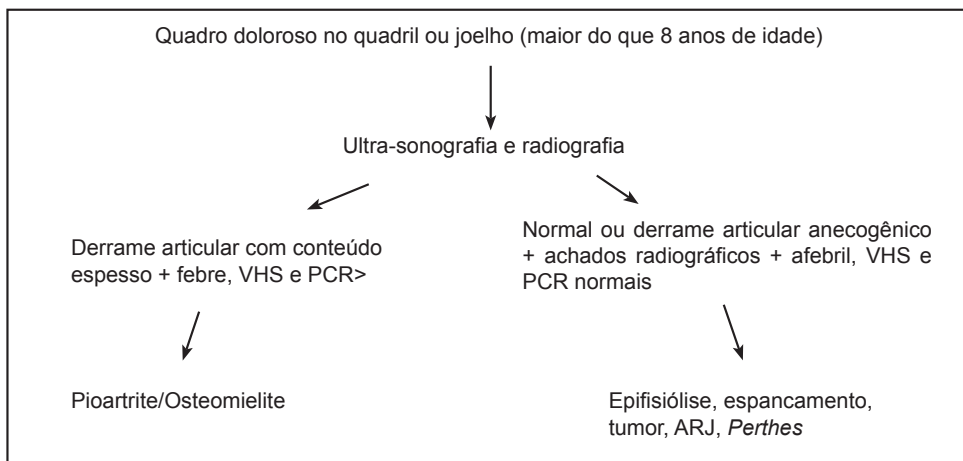 Quadro doloroso no quadril ou joelho (maior do que 8 anos de idade)
Ultra-sonografia e radiografia
Derrame articular com conteúdo
espesso + febre, VHS e PCR>
Normal ou derrame articular anecogênico
+ achados radiográficos + afebril, VHS e
PCR normais
Pioartrite/Osteomielite
Epifisiólise, espancamento,
tumor, ARJ, Perthes